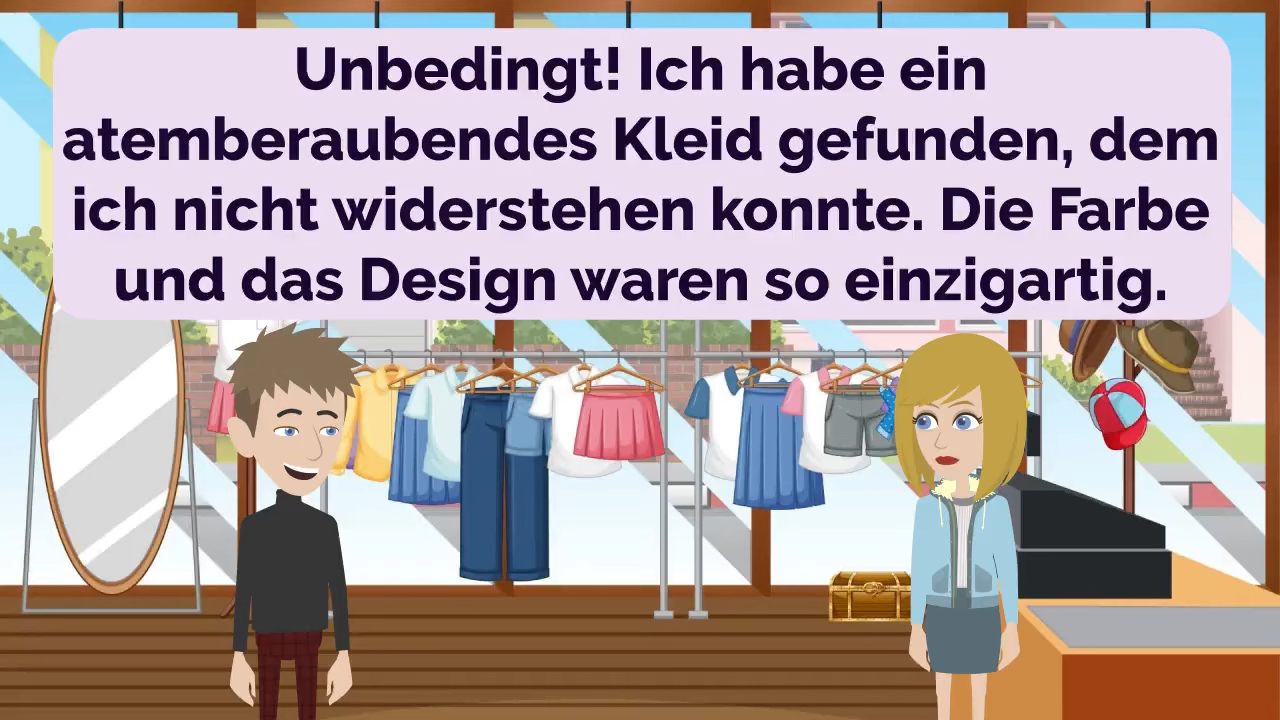 Unbedingt! Ich habe ein
atemberaubendes Kleid gefunden, dem
ich nicht widerstehen konnte. Die Farbe
und das Design waren so einzigartig.